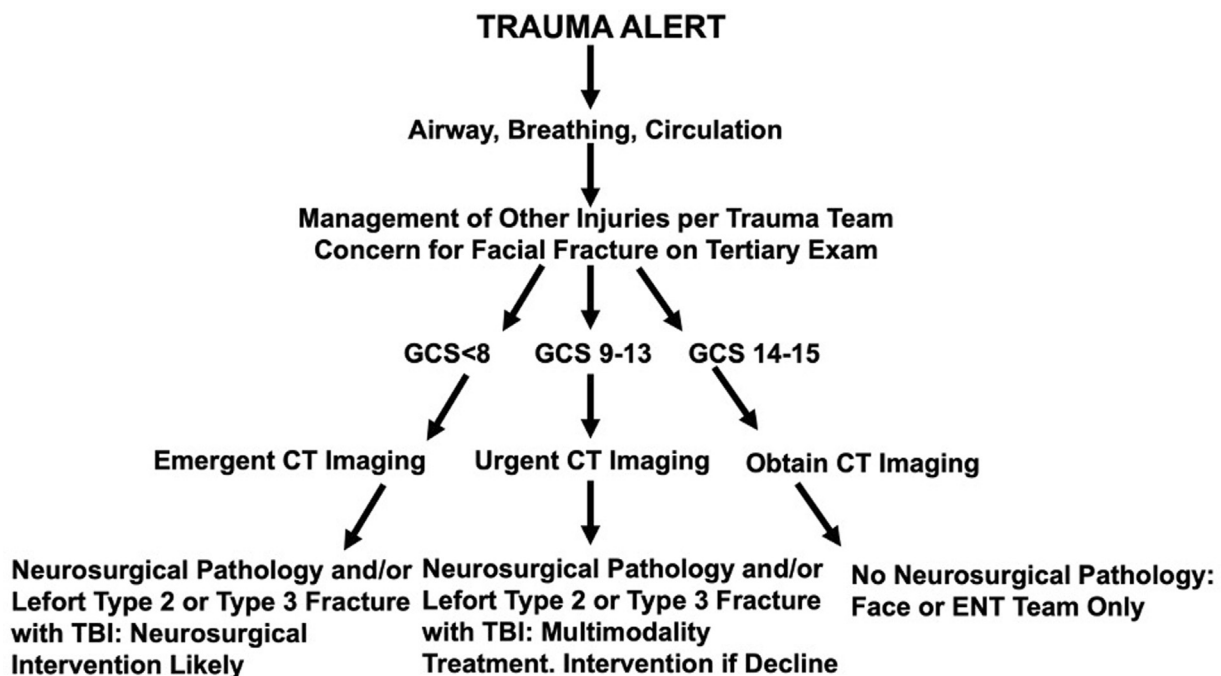 TRAUMA ALERT
Airway, Breathing, Circulation
Management of Other Injuries per Trauma Team
Concern for Facial Fracture on Tertiary Exam
GCS<8
GCS 9-13
GCS 14-15
Emergent CT Imaging
Urgent CT Imaging
Obtain CT Imaging
Neurosurgical Pathology and/or
Lefort Type 2 or Type 3 Fracture
with TBI: Neurosurgical
Intervention Likely
Neurosurgical Pathology and/or
Lefort Type 2 or Type 3 Fracture
with TBI: Multimodality
Treatment. Intervention if Decline
No Neurosurgical Pathology:
Face or ENT Team Only